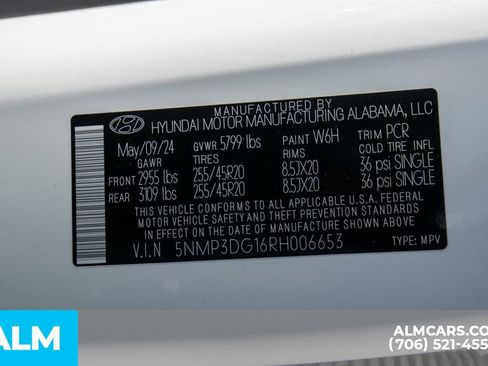 MANUFACTURED BY
HYUNDAI MOTOR MANUFACTURING ALABAMA, LLC
May/09/24 GVWR 5799 lbs PAINT W6H TRIM PCR
GAWR TIRES RIMS COLD TIRE INFL
FRONT 2955 lbs 255/45R20 8.5JX20 36 psi SINGLE
REAR 3109 lbs 255/45R20 8.5JX20 36 psi SINGLE
THIS VEHICLE CONFORMS TO ALL APPLICABLE U.S.A. FEDERAL
MOTOR VEHICLE SAFETY AND THEFT PREVENTION STANDARDS IN
EFFECT ON THE DATE OF MANUFACTURE SHOWN ABOVE.
V.I.N 5NMP3DG16RH006653 TYPE: MPV
ALM
ALMCARS.CO
(706) 521-455